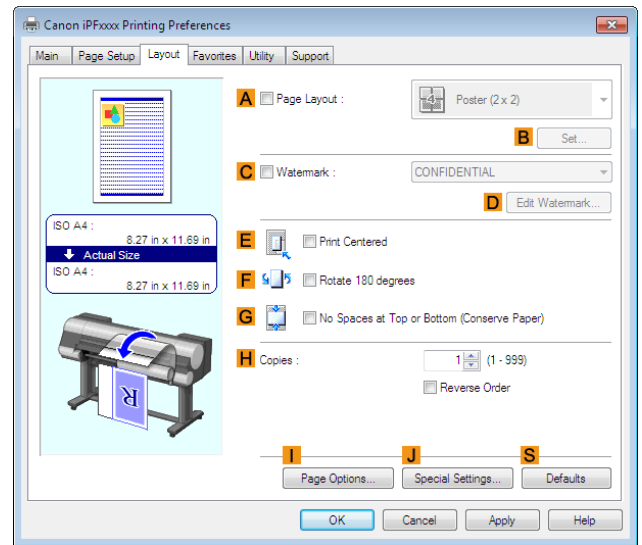 Canon iPFxxxx Printing Preferences
Main Page Setup Layout Favorites Utility Support
A Page Layout : 4 Poster (2 x 2)
B Set...
C Watermark : CONFIDENTIAL
D Edit Watermark...
ISO A4 :
8.27 in x 11.69 in
Actual Size
ISO A4 :
8.27 in x 11.69 in
E Print Centered
F Rotate 180 degrees
G No Spaces at Top or Bottom (Conserve Paper)
H Copies : 1 (1 - 999)
Reverse Order
R
I J S
Page Options... Special Settings... Defaults
OK Cancel Apply Help